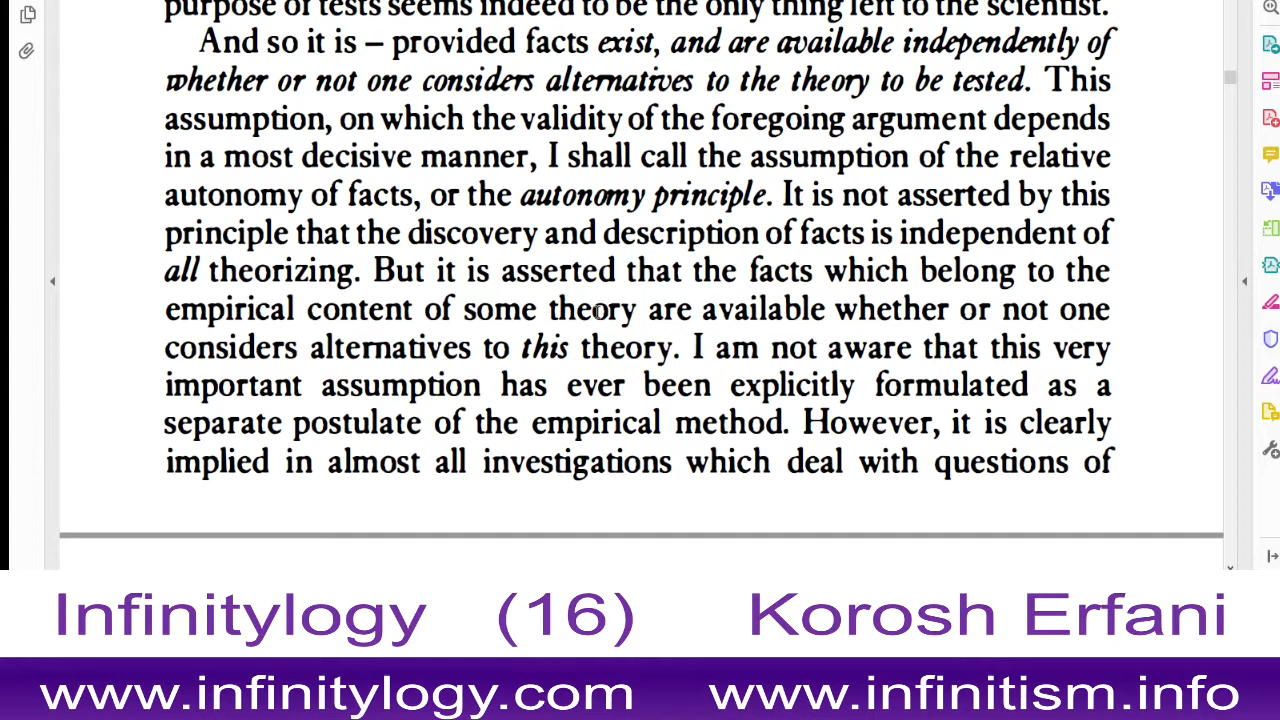 purpose of tests seems indeed to be the only thing left to the scientist.
And so it is – provided facts exist, and are available independently of
whether or not one considers alternatives to the theory to be tested. This
assumption, on which the validity of the foregoing argument depends
in a most decisive manner, I shall call the assumption of the relative
autonomy of facts, or the autonomy principle. It is not asserted by this
principle that the discovery and description of facts is independent of
all theorizing. But it is asserted that the facts which belong to the
empirical content of some theory are available whether or not one
considers alternatives to this theory. I am not aware that this very
important assumption has ever been explicitly formulated as a
separate postulate of the empirical method. However, it is clearly
implied in almost all investigations which deal with questions of
Infinitylogy (16) Korosh Erfani
www.infinitylogy.com www.infinitism.info